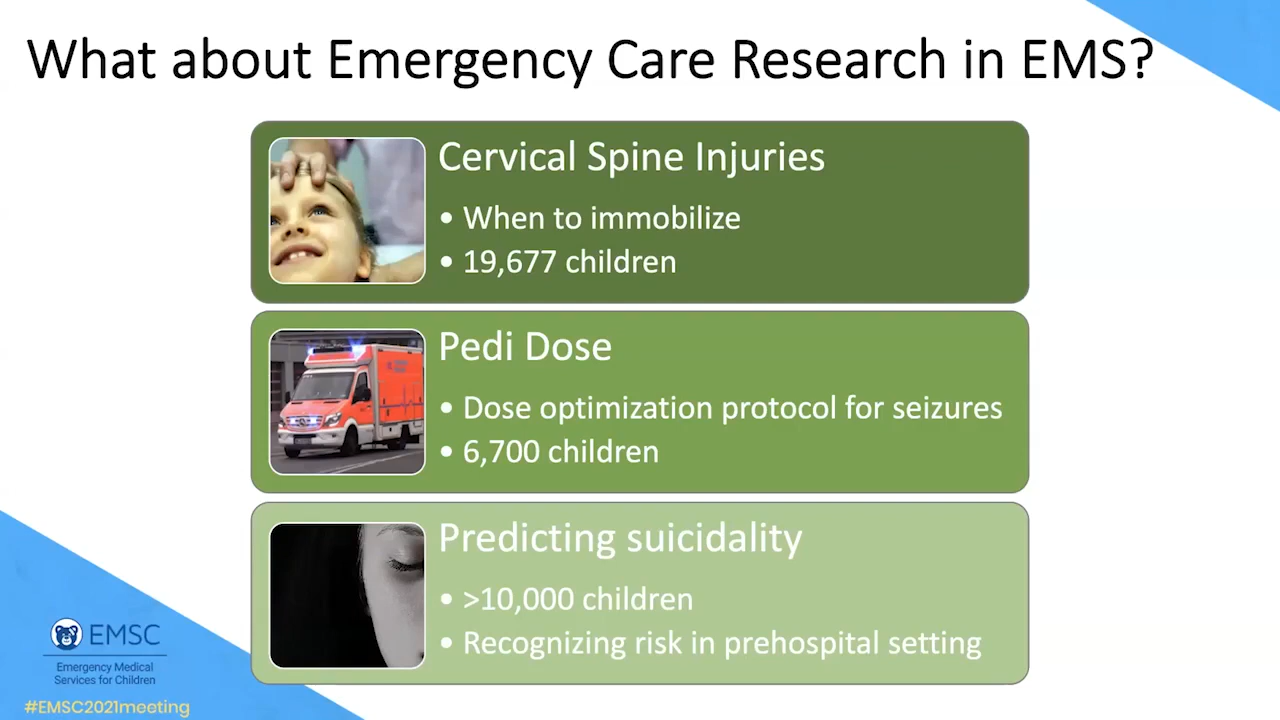 What about Emergency Care Research in EMS?
Cervical Spine Injuries
• When to immobilize
• 19,677 children
Pedi Dose
• Dose optimization protocol for seizures
• 6,700 children
Predicting suicidality
• >10,000 children
• Recognizing risk in prehospital setting
EMSC
Emergency Medical
Services for Children
#EMSC2021meeting